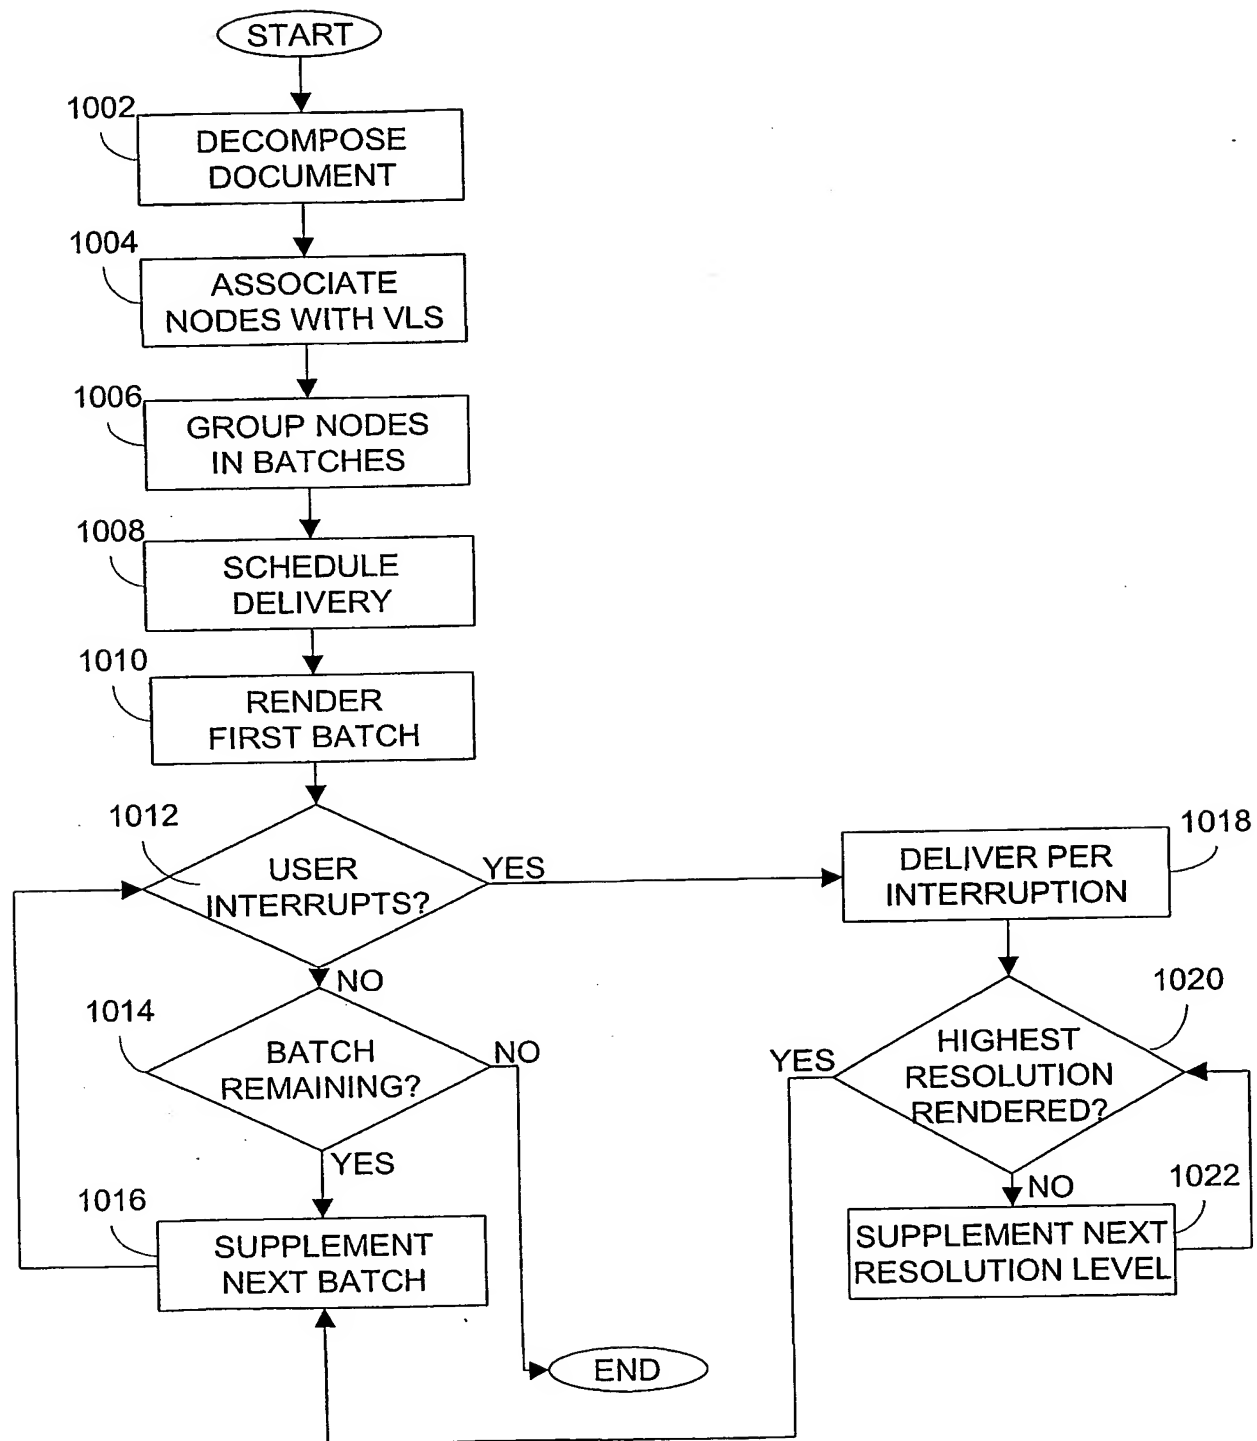 START
1002
DECOMPOSE
DOCUMENT
1004
ASSOCIATE
NODES WITH VLS
1006
GROUP NODES
IN BATCHES
1008
SCHEDULE
DELIVERY
1010
RENDER
FIRST BATCH
1012
USER
INTERRUPTS?
YES
NO
1018
DELIVER PER
INTERRUPTION
1014
BATCH
REMAINING?
NO
YES
1020
HIGHEST
RESOLUTION
RENDERED?
YES
NO
1016
SUPPLEMENT
NEXT BATCH
1022
SUPPLEMENT NEXT
RESOLUTION LEVEL
END